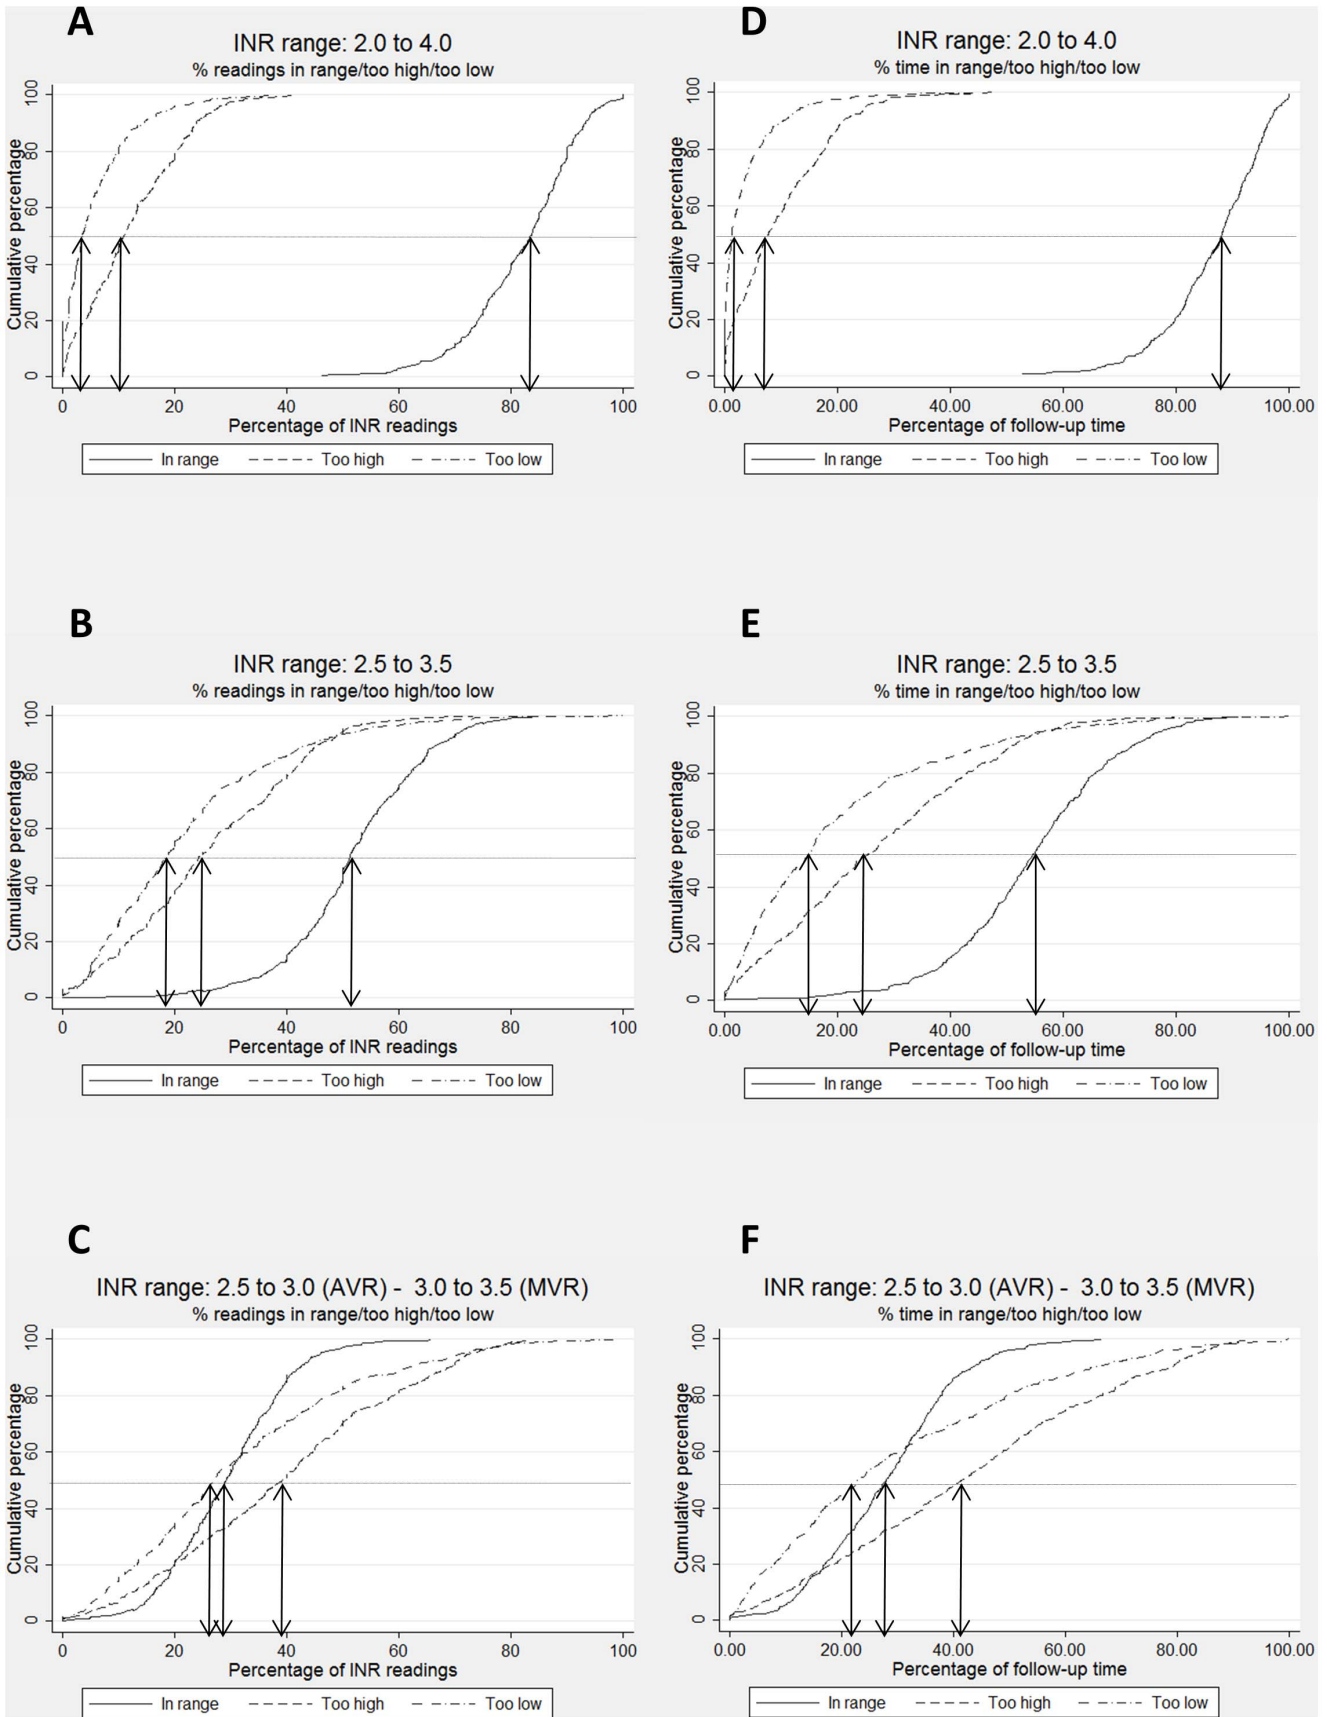 A
INR range: 2.0 to 4.0
% readings in range/too high/too low
Cumulative percentage
0 20 40 60 80 100
0 20 40 60 80 100
Percentage of INR readings
In range Too high Too low
D
INR range: 2.0 to 4.0
% time in range/too high/too low
Cumulative percentage
0 20 40 60 80 100
0.00 20.00 40.00 60.00 80.00 100.00
Percentage of follow-up time
In range Too high Too low
B
INR range: 2.5 to 3.5
% readings in range/too high/too low
Cumulative percentage
0 20 40 60 80 100
0 20 40 60 80 100
Percentage of INR readings
In range Too high Too low
E
INR range: 2.5 to 3.5
% time in range/too high/too low
Cumulative percentage
0 20 40 60 80 100
0.00 20.00 40.00 60.00 80.00 100.00
Percentage of follow-up time
In range Too high Too low
C
INR range: 2.5 to 3.0 (AVR) - 3.0 to 3.5 (MVR)
% readings in range/too high/too low
Cumulative percentage
0 20 40 60 80 100
0 20 40 60 80 100
Percentage of INR readings
In range Too high Too low
F
INR range: 2.5 to 3.0 (AVR) - 3.0 to 3.5 (MVR)
% time in range/too high/too low
Cumulative percentage
0 20 40 60 80 100
0.00 20.00 40.00 60.00 80.00 100.00
Percentage of follow-up time
In range Too high Too low